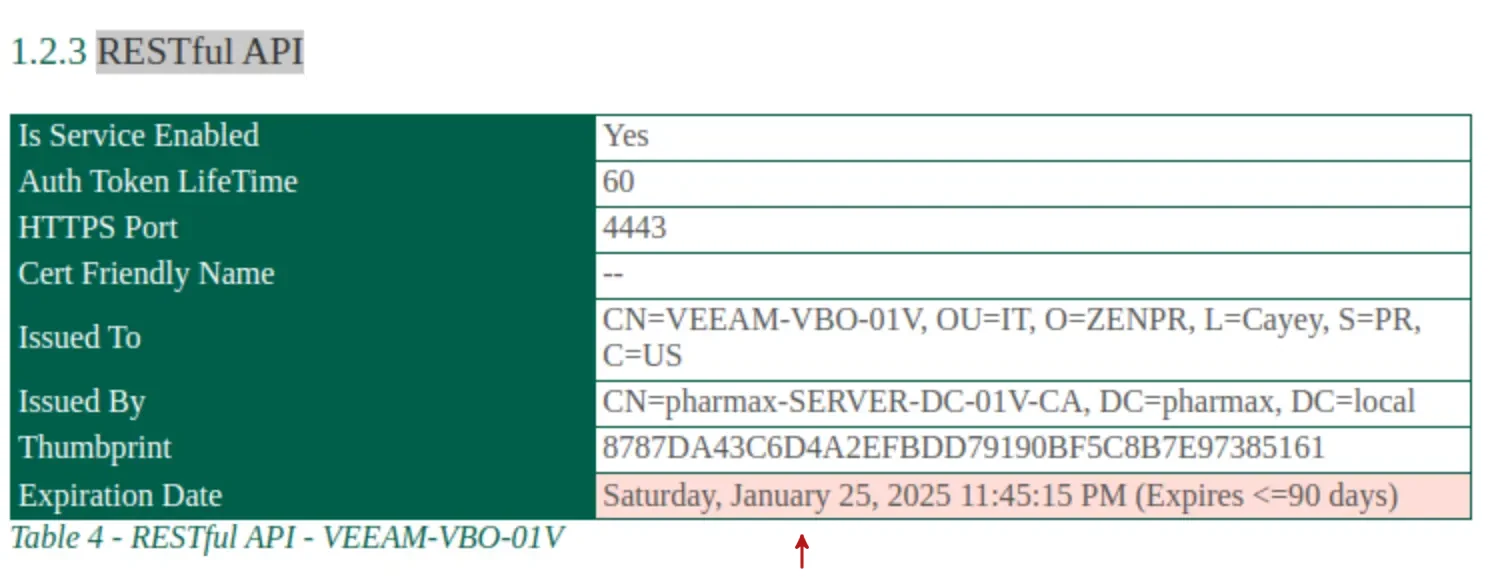 1.2.3 RESTful API
Is Service Enabled Yes
Auth Token LifeTime 60
HTTPS Port 4443
Cert Friendly Name --
Issued To CN=VEEAM-VBO-01V, OU=IT, O=ZENPR, L=Cayey, S=PR,
C=US
Issued By CN=pharmax-SERVER-DC-01V-CA, DC=pharmax, DC=local
Thumbprint 8787DA43C6D4A2EFBDD79190BF5C8B7E97385161
Expiration Date Saturday, January 25, 2025 11:45:15 PM (Expires <=90 days)
Table 4 - RESTful API - VEEAM-VBO-01V